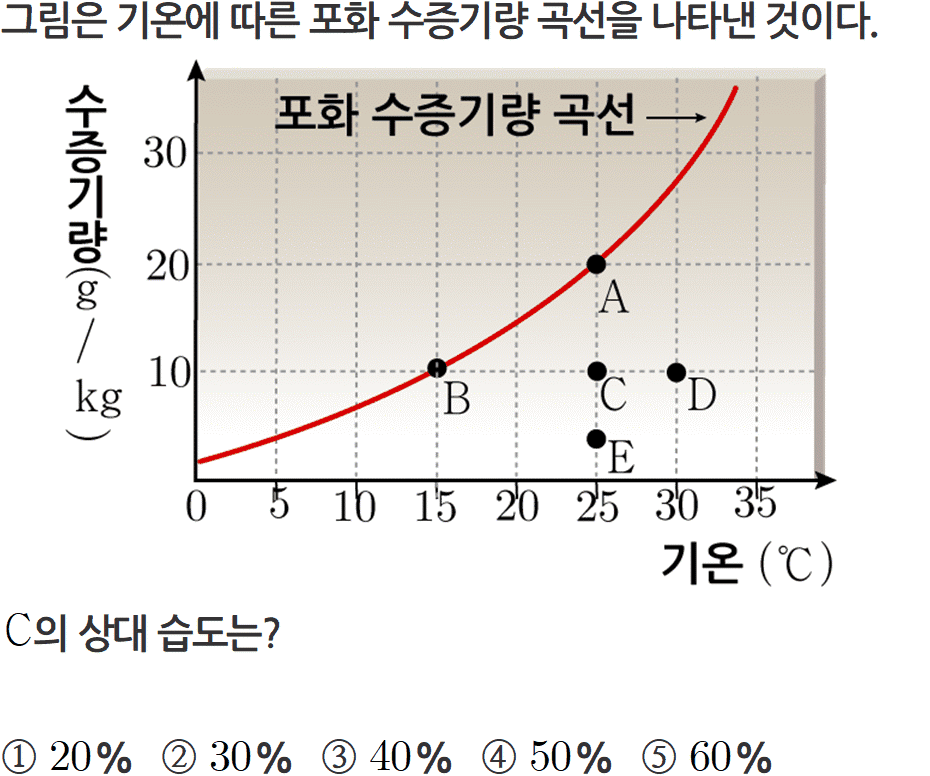 그림은 기온에 따른 포화 수증기량 곡선을 나타낸 것이다.
수증기량(g/kg)
포화 수증기량 곡선
30
20
10
A
B
C
D
E
0 5 10 15 20 25 30 35
기온 (℃)
C의 상대 습도는?
① 20% ② 30% ③ 40% ④ 50% ⑤ 60%